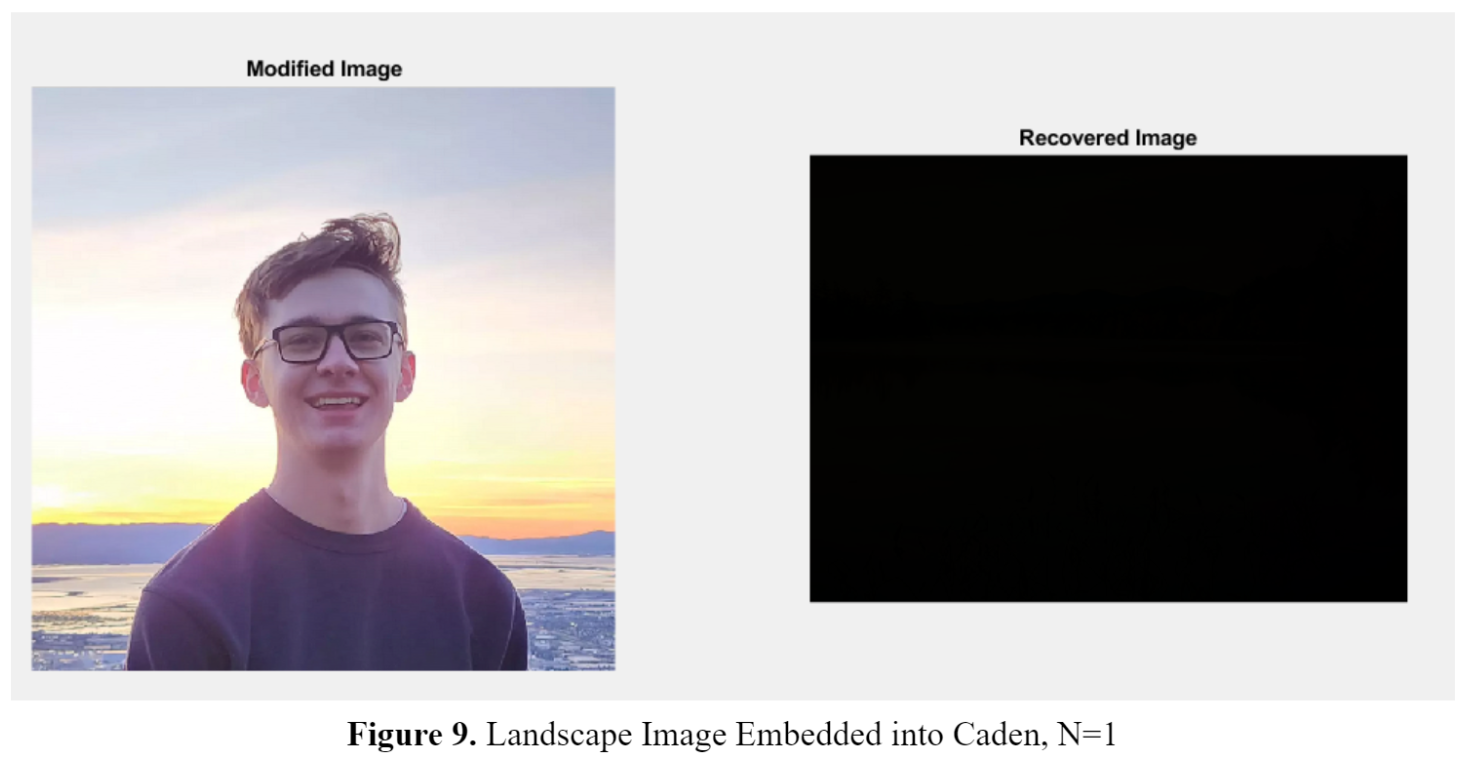 Modified Image
Recovered Image
Figure 9. Landscape Image Embedded into Caden, N=1